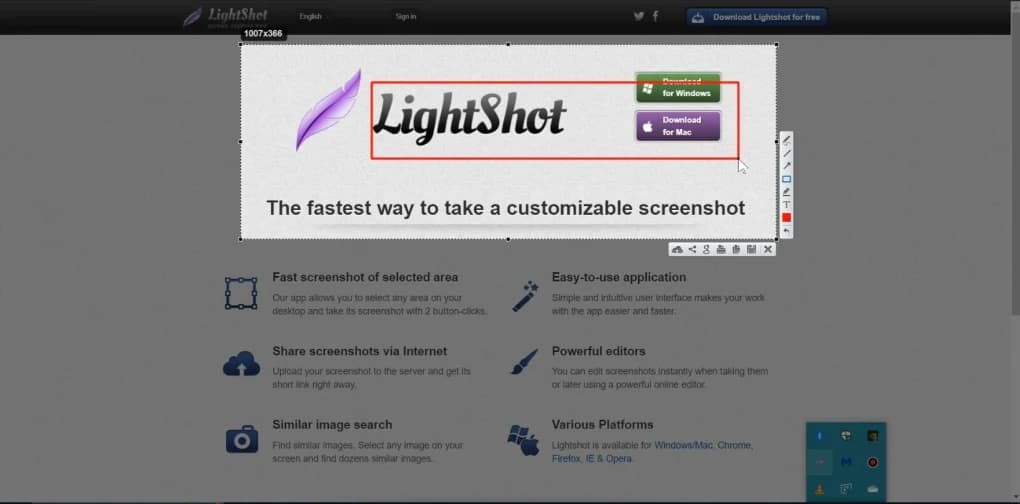 LightShot
English
Sign in
Download Lightshot for free
1007x366
LightShot
Download
for Windows
Download
for Mac
The fastest way to take a customizable screenshot
T
Fast screenshot of selected area
Our app allows you to select any area on your
desktop and take its screenshot with 2 button-clicks.
Easy-to-use application
Simple and intuitive user interface makes your work
with the app easier and faster.
Share screenshots via Internet
Upload your screenshot to the server and get its
short link right away.
Powerful editors
You can edit screenshots instantly when taking them
or later using a powerful online editor.
Similar image search
Find similar images. Select any image on your
screen and find dozens similar images.
Various Platforms
Lightshot is available for Windows/Mac, Chrome,
Firefox, IE & Opera.